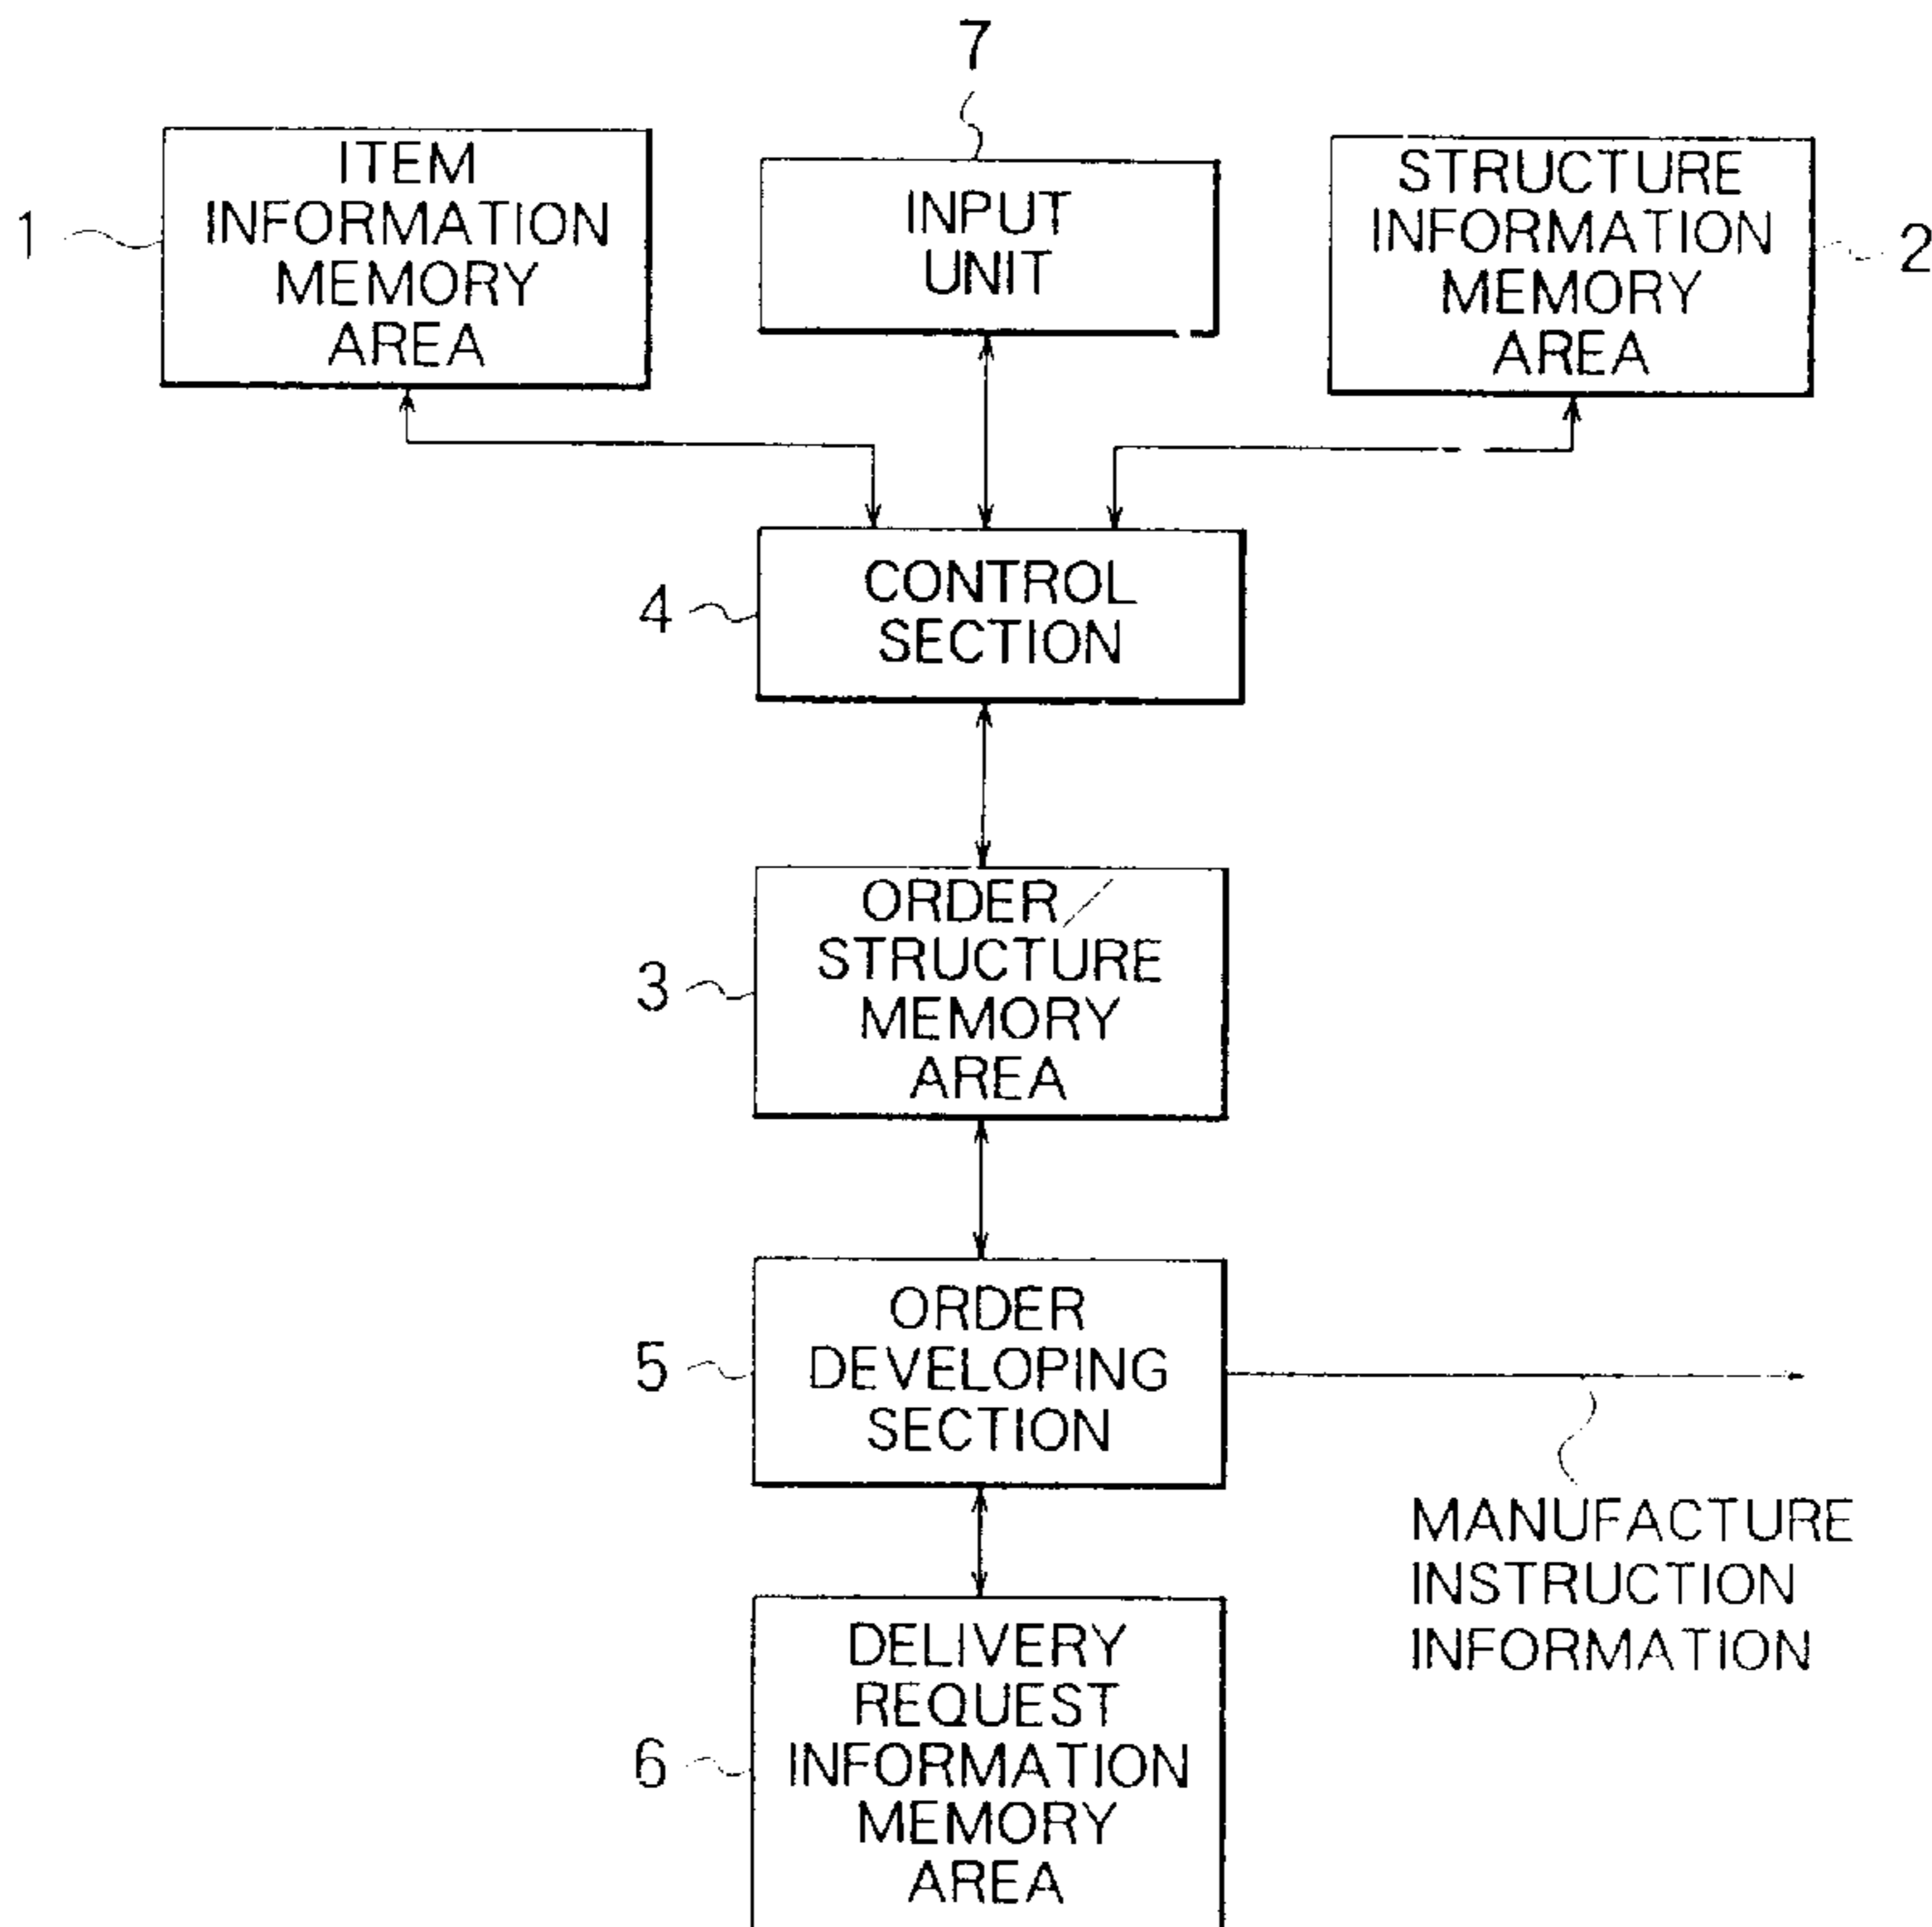 7
1
ITEM
INFORMATION
MEMORY
AREA
INPUT
UNIT
STRUCTURE
INFORMATION
MEMORY
AREA
2
4
CONTROL
SECTION
3
ORDER
STRUCTURE
MEMORY
AREA
5
ORDER
DEVELOPING
SECTION
MANUFACTURE
INSTRUCTION
INFORMATION
6
DELIVERY
REQUEST
INFORMATION
MEMORY
AREA